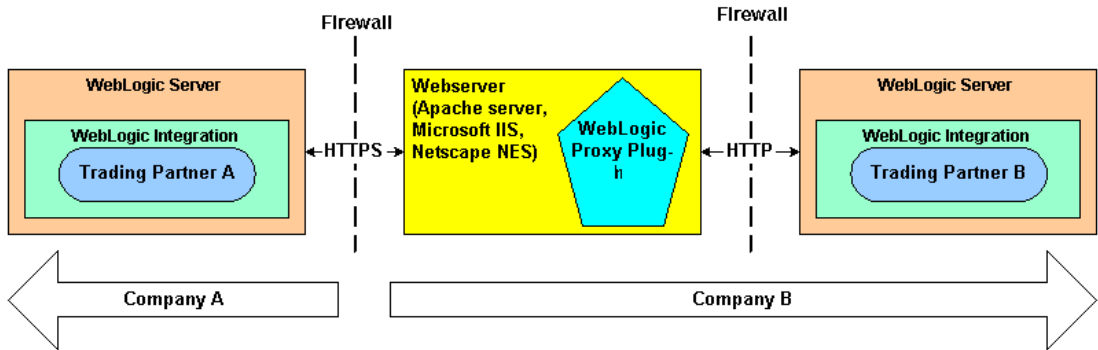 FIrewall
FIrewall
WebLogic Server
WebLogic Integration
Trading Partner A
HTTPS
Webserver
(Apache server,
Microsoft IIS,
Netscape NES)
WebLogic
Proxy Plug-
h
HTTP
WebLogic Server
WebLogic Integration
Trading Partner B
Company A
Company B